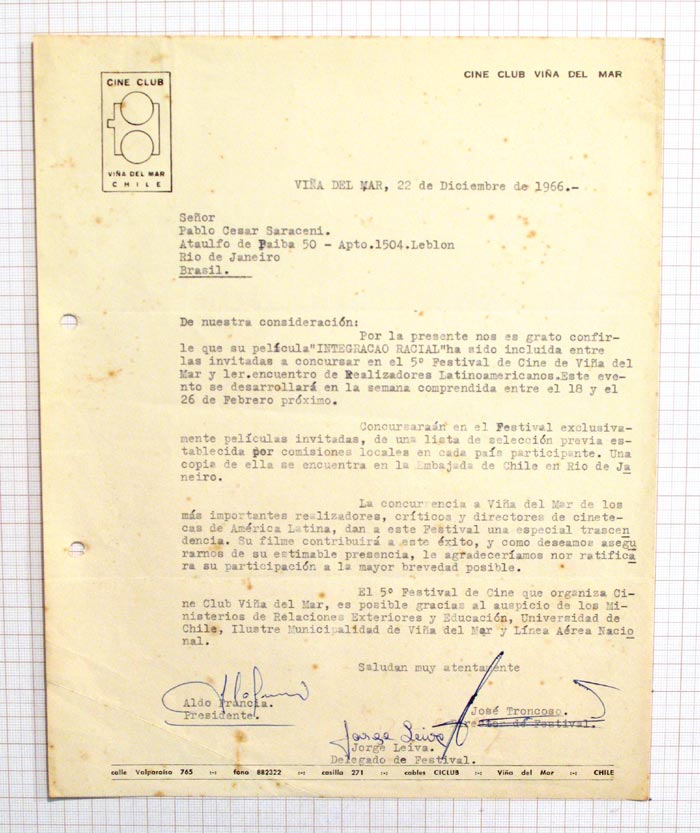 CINE CLUB
VIÑA DEL MAR
CHILE
CINE CLUB VIÑA DEL MAR
VIÑA DEL MAR, 22 de Diciembre de 1966.-
Señor
Pablo Cesar Saraceni.
Ataulfo de Paiba 50 - Apto.1504.Leblon
Rio de Janeiro
Brasil.
De nuestra consideración:
Por la presente nos es grato confir-
le que su película"INTEGRACAO RACIAL"ha sido incluida entre
las invitadas a concursar en el 5º Festival de Cine de Viña del
Mar y 1er.encuentro de Realizadores Latinoamericanos.Este eve-
nto se desarrollará en la semana comprendida entre el 18 y el
26 de Febrero próximo.
Concursaraán en el Festival exclusiva-
mente películas invitadas, de una lista de selección previa es-
tablecida por comisiones locales en cada país participante. Una
copia de ella se encuentra en la Embajada de Chile en Rio de Ja
neiro.
La concurrencia a Viña del Mar de los
más importantes realizadores, críticos y directores de cinete-
cas de América Latina, dan a este Festival una especial trascen
dencia. Su filme contribuirá a este éxito, y como deseamos asegu
rarnos de su estimable presencia, le agradeceríamos nor ratifica
ra su participación a la mayor brevedad posible.
El 5º Festival de Cine que organiza Ci-
ne Club Viña del Mar, es posible gracias al auspicio de los Mi-
nisterios de Relaciones Exteriores y Educación, Universidad de
Chile, Ilustre Municipalidad de Viña del Mar y Línea Aérea Nacio
nal.
Saludan muy atentamente
Aldo Francia.
Presidente.
José Troncoso.
Director de Festival.
Jorge Leiva
Jorge Leiva.
Delegado de Festival.
calle Valparaíso 765 :-: fono 882322 :-: casilla 271 :-: cables CICLUB :-: Viña del Mar :-: CHILE